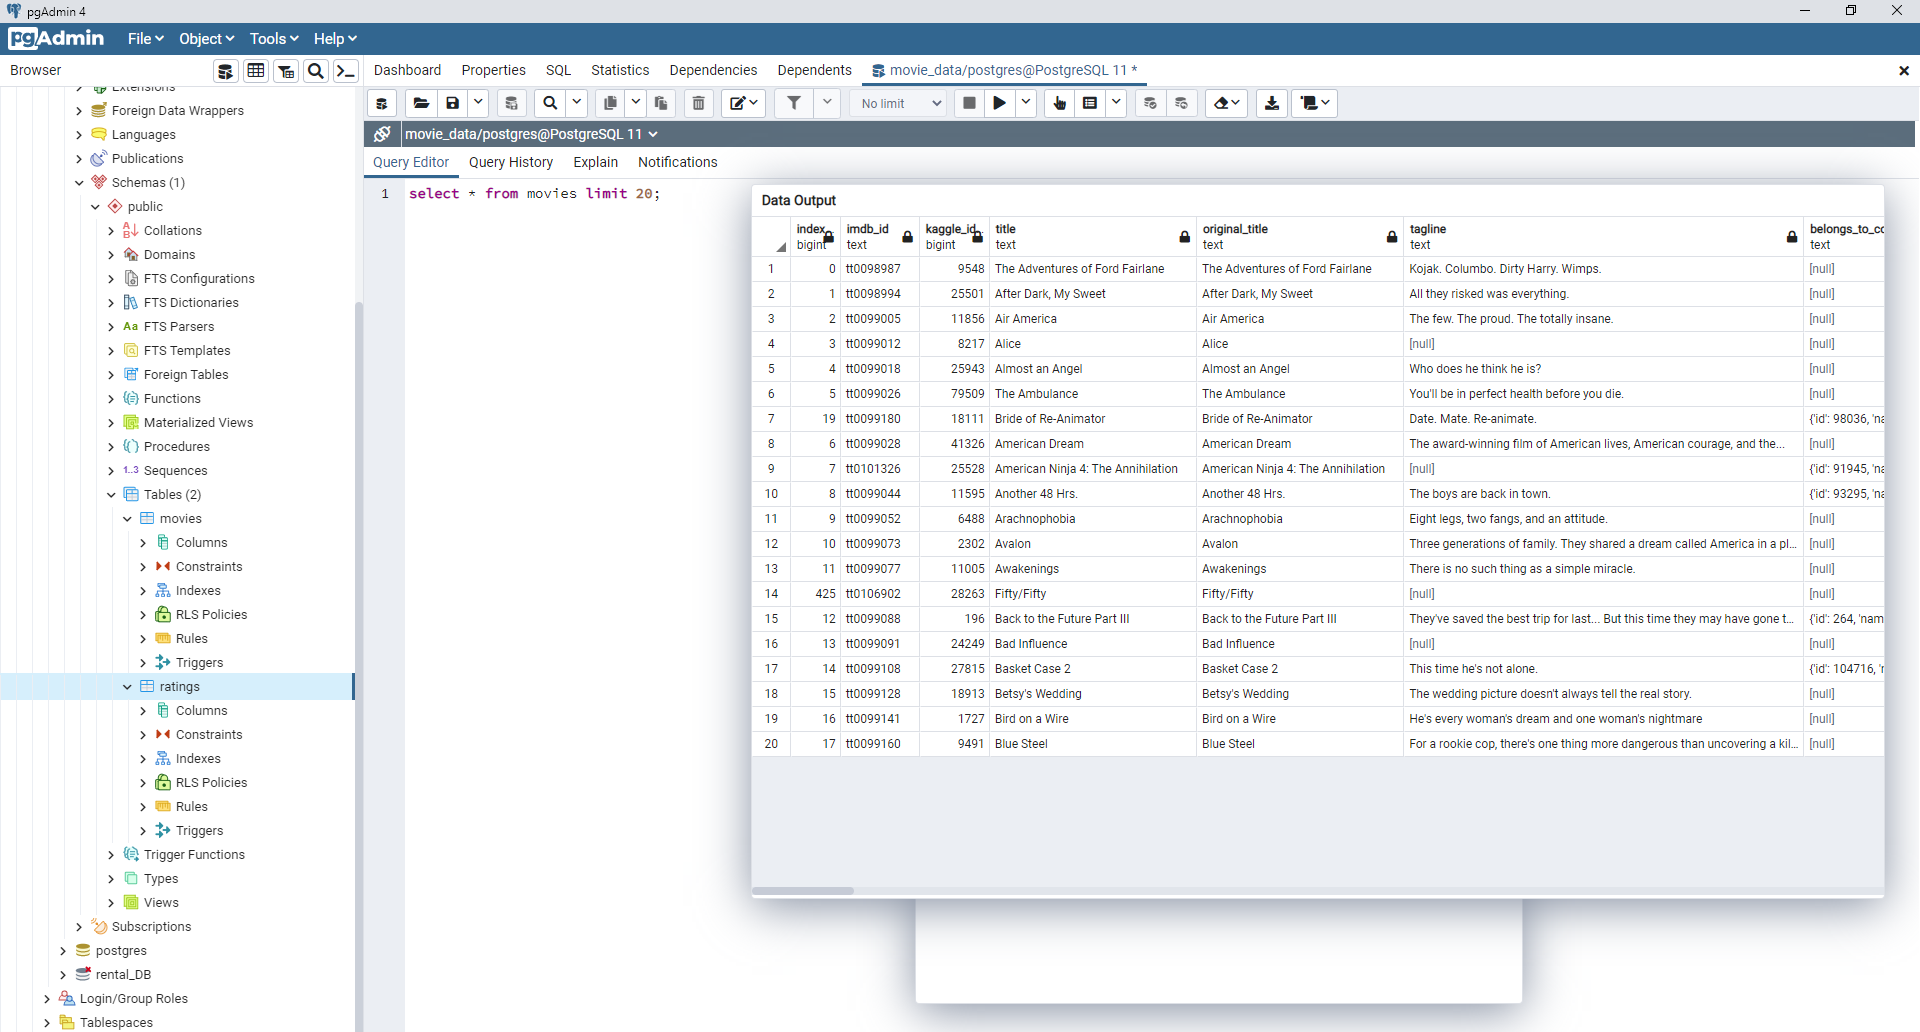 pgAdmin 4
pgAdmin File Object Tools Help
Browser
Dashboard Properties SQL Statistics Dependencies Dependents movie_data/postgres@PostgreSQL 11 *
No limit
movie_data/postgres@PostgreSQL 11
Query Editor Query History Explain Notifications
1 select * from movies limit 20;
Extensions
Foreign Data Wrappers
Languages
Publications
Schemas (1)
public
Collations
Domains
FTS Configurations
FTS Dictionaries
Aa FTS Parsers
FTS Templates
Foreign Tables
Functions
Materialized Views
Procedures
1..3 Sequences
Tables (2)
movies
Columns
Constraints
Indexes
RLS Policies
Rules
Triggers
ratings
Columns
Constraints
Indexes
RLS Policies
Rules
Triggers
Trigger Functions
Types
Views
Subscriptions
postgres
rental_DB
Login/Group Roles
Tablespaces
Data Output
index imdb_id kaggle_id title original_title tagline belongs_to_co
bigint text bigint text text text text
1 0 tt0098987 9548 The Adventures of Ford Fairlane The Adventures of Ford Fairlane Kojak. Columbo. Dirty Harry. Wimps. [null]
2 1 tt0098994 25501 After Dark, My Sweet After Dark, My Sweet All they risked was everything. [null]
3 2 tt0099005 11856 Air America Air America The few. The proud. The totally insane. [null]
4 3 tt0099012 8217 Alice Alice [null] [null]
5 4 tt0099018 25943 Almost an Angel Almost an Angel Who does he think he is? [null]
6 5 tt0099026 79509 The Ambulance The Ambulance You'll be in perfect health before you die. [null]
7 19 tt0099180 18111 Bride of Re-Animator Bride of Re-Animator Date. Mate. Re-animate. {'id': 98036, 'na
8 6 tt0099028 41326 American Dream American Dream The award-winning film of American lives, American courage, and the... [null]
9 7 tt0101326 25528 American Ninja 4: The Annihilation American Ninja 4: The Annihilation [null] {'id': 91945, 'na
10 8 tt0099044 11595 Another 48 Hrs. Another 48 Hrs. The boys are back in town. {'id': 93295, 'na
11 9 tt0099052 6488 Arachnophobia Arachnophobia Eight legs, two fangs, and an attitude. [null]
12 10 tt0099073 2302 Avalon Avalon Three generations of family. They shared a dream called America in a pl... [null]
13 11 tt0099077 11005 Awakenings Awakenings There is no such thing as a simple miracle. [null]
14 425 tt0106902 28263 Fifty/Fifty Fifty/Fifty [null] [null]
15 12 tt0099088 196 Back to the Future Part III Back to the Future Part III They've saved the best trip for last... But this time they may have gone t... {'id': 264, 'nam
16 13 tt0099091 24249 Bad Influence Bad Influence [null] [null]
17 14 tt0099108 27815 Basket Case 2 Basket Case 2 This time he's not alone. {'id': 104716, 'r
18 15 tt0099128 18913 Betsy's Wedding Betsy's Wedding The wedding picture doesn't always tell the real story. [null]
19 16 tt0099141 1727 Bird on a Wire Bird on a Wire He's every woman's dream and one woman's nightmare [null]
20 17 tt0099160 9491 Blue Steel Blue Steel For a rookie cop, there's one thing more dangerous than uncovering a kil... [null]